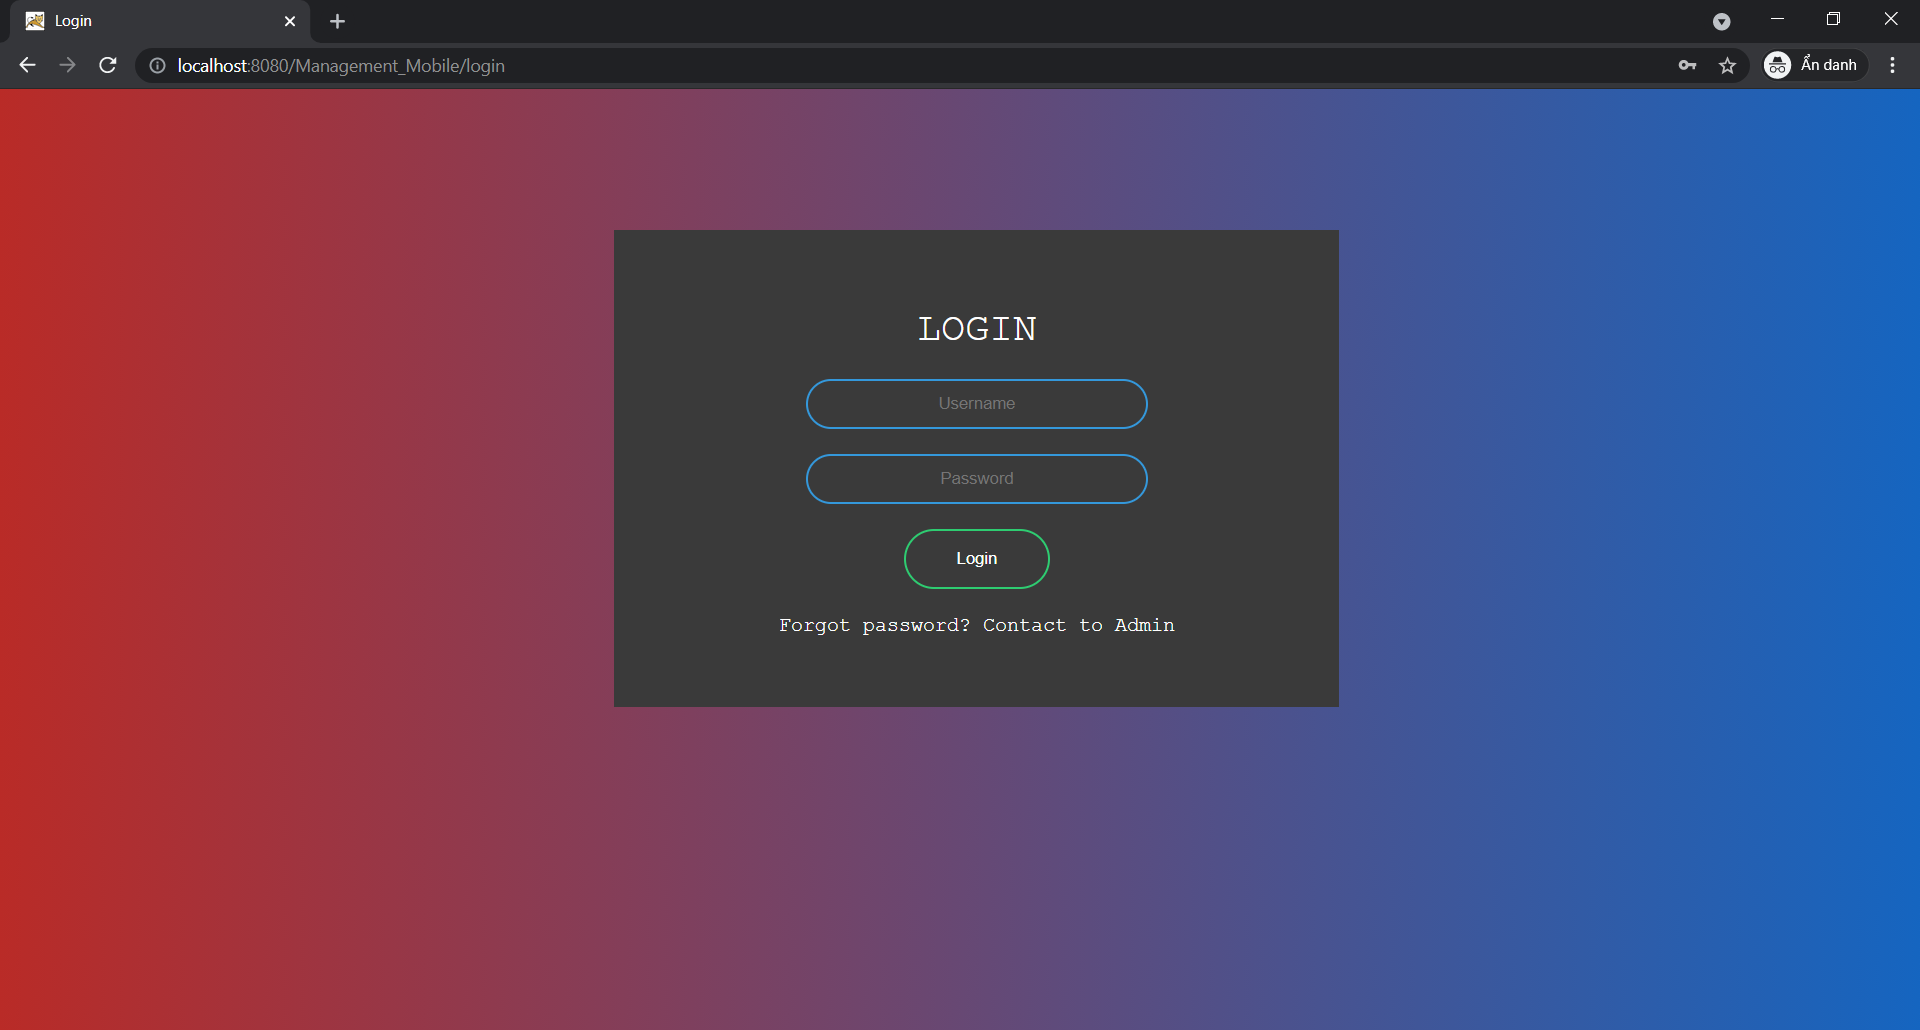 Login
localhost:8080/Management_Mobile/login
Ẩn danh
LOGIN
Username
Password
Login
Forgot password? Contact to Admin